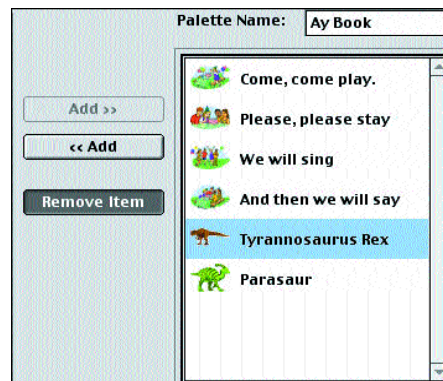 Palette Name: Ay Book
Come, come play.
Add >>
Please, please stay
<< Add
We will sing
Remove Item
And then we will say
Tyrannosaurus Rex
Parasaur